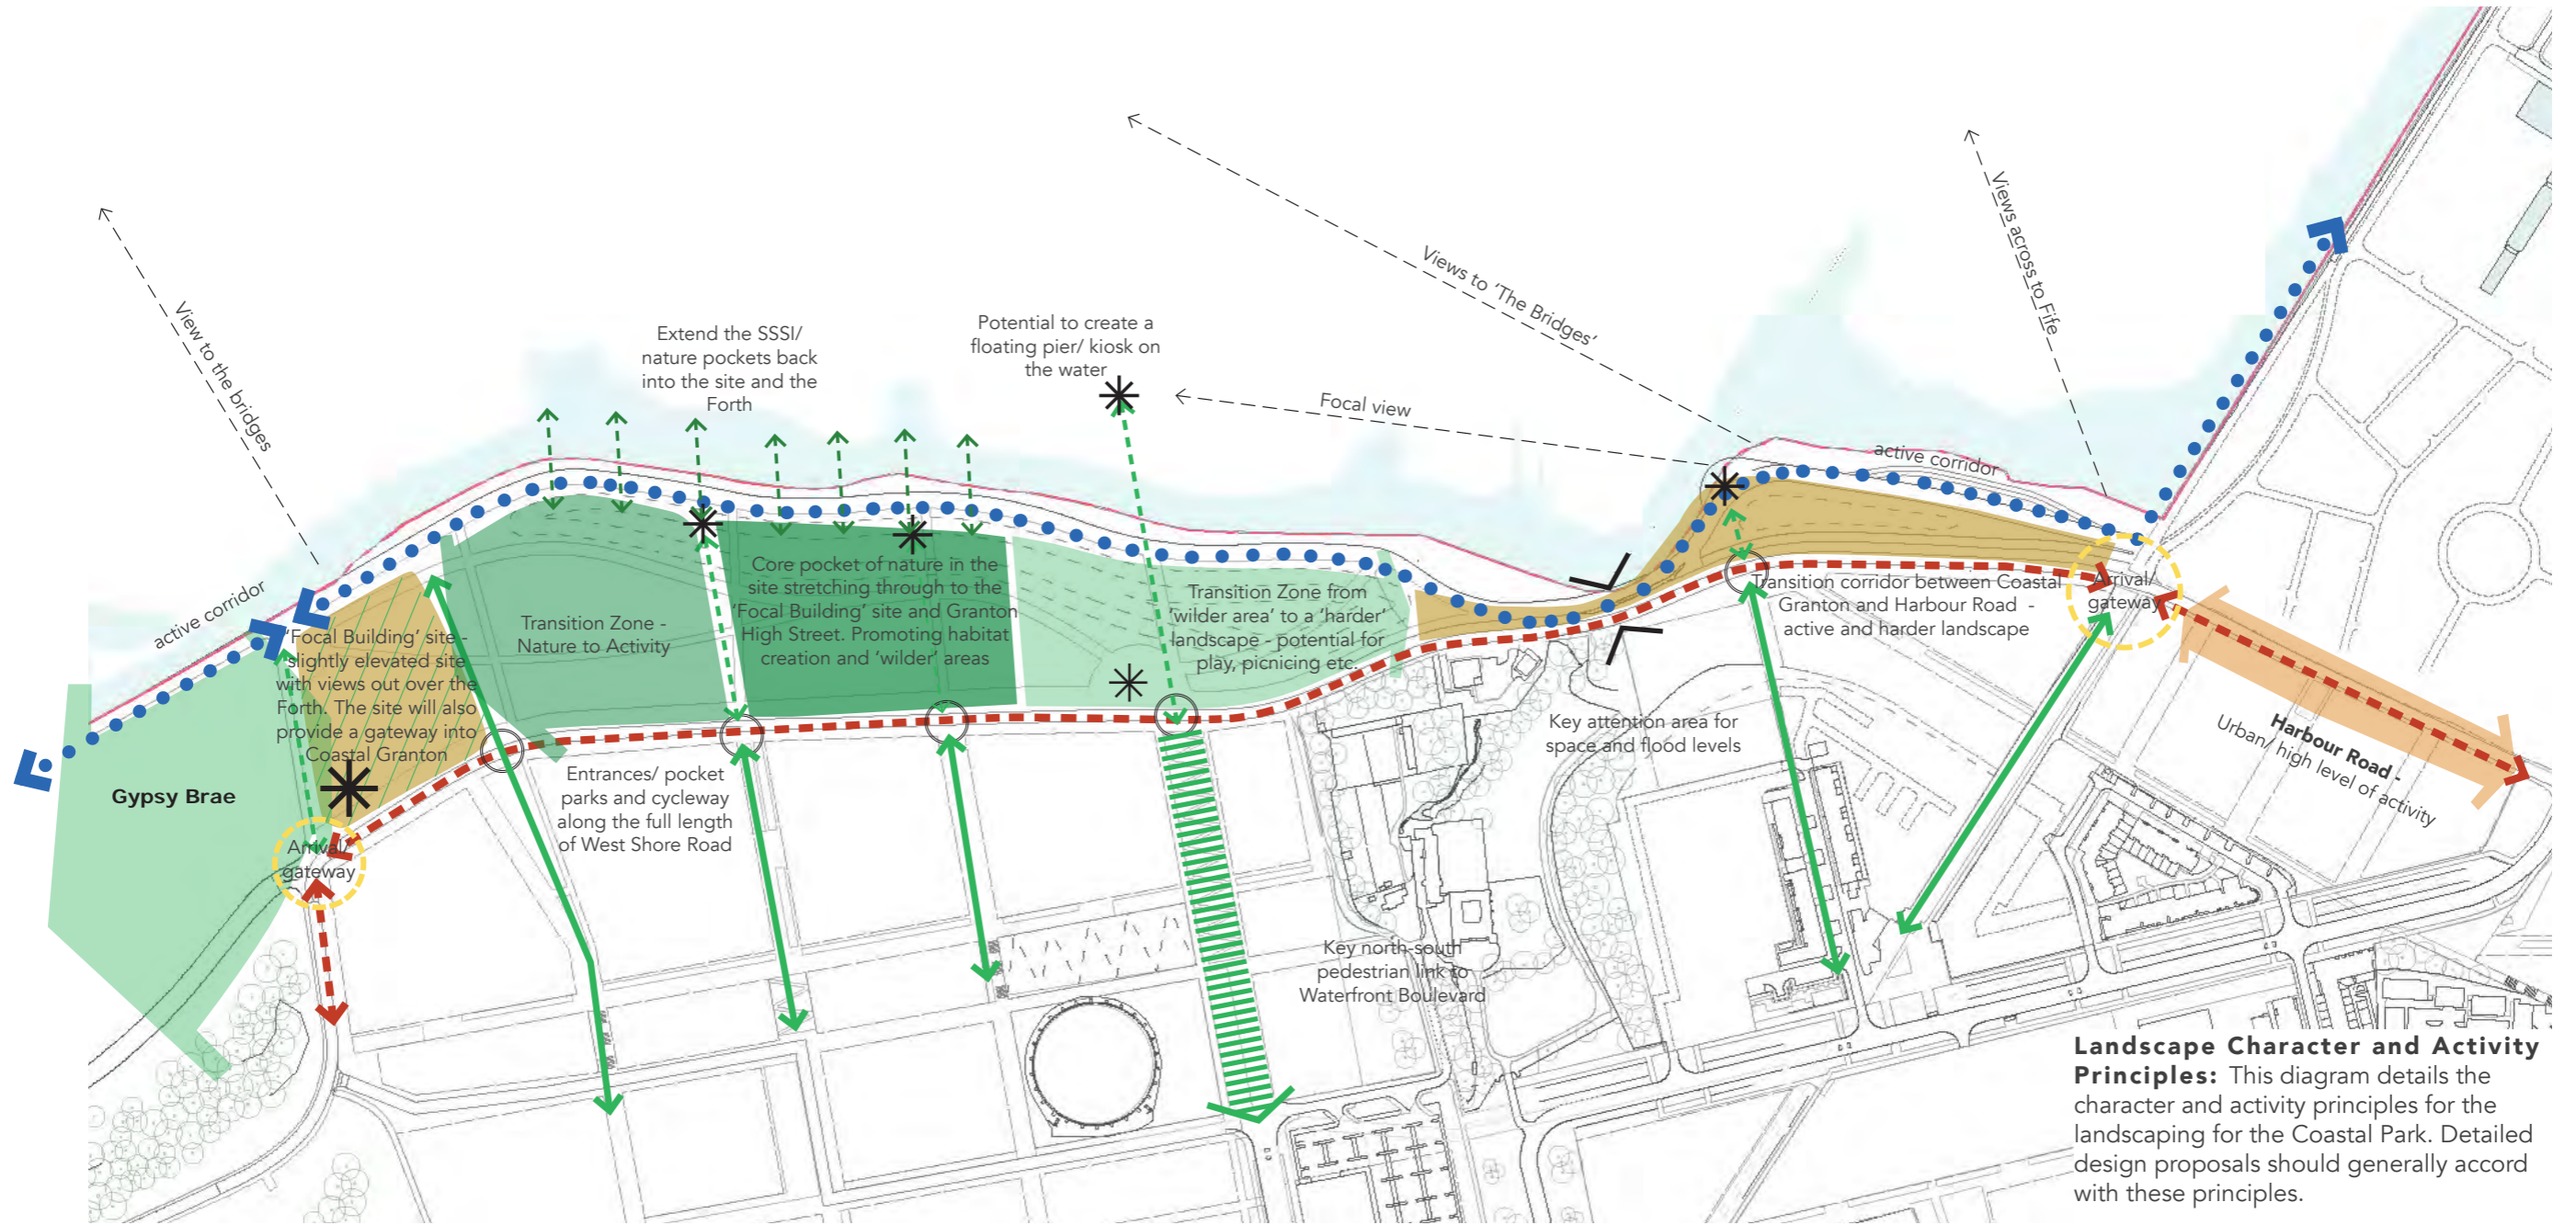 View to the bridges
active corridor
Extend the SSSI/
nature pockets back
into the site and the
Forth
Potential to create a
floating pier/ kiosk on
the water
Views to ‘The Bridges’
Focal view
Views across to Fife
active corridor
‘Focal Building’ site -
slightly elevated site
with views out over the
Forth. The site will also
provide a gateway into
Coastal Granton
Transition Zone -
Nature to Activity
Core pocket of nature in the
site stretching through to the
‘Focal Building’ site and Granton
High Street. Promoting habitat
creation and ‘wilder’ areas
Transition Zone from
‘wilder area’ to a ‘harder’
landscape - potential for
play, picnicing etc.
Transition corridor between Coastal
Granton and Harbour Road -
active and harder landscape
Arrival/
gateway
Gypsy Brae
Arrival/
gateway
Entrances/ pocket
parks and cycleway
along the full length
of West Shore Road
Key attention area for
space and flood levels
Harbour Road -
Urban/ high level of activity
Key north-south
pedestrian link to
Waterfront Boulevard
Landscape Character and Activity
Principles: This diagram details the
character and activity principles for the
landscaping for the Coastal Park. Detailed
design proposals should generally accord
with these principles.